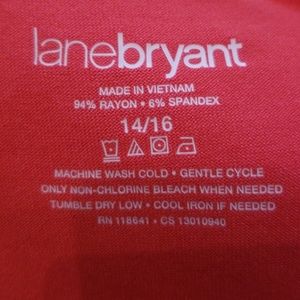 lanebryant
MADE IN VIETNAM
94% RAYON • 6% SPANDEX
14/16
MACHINE WASH COLD • GENTLE CYCLE
ONLY NON-CHLORINE BLEACH WHEN NEEDED
TUMBLE DRY LOW • COOL IRON IF NEEDED
RN 118641 • CS 13010940